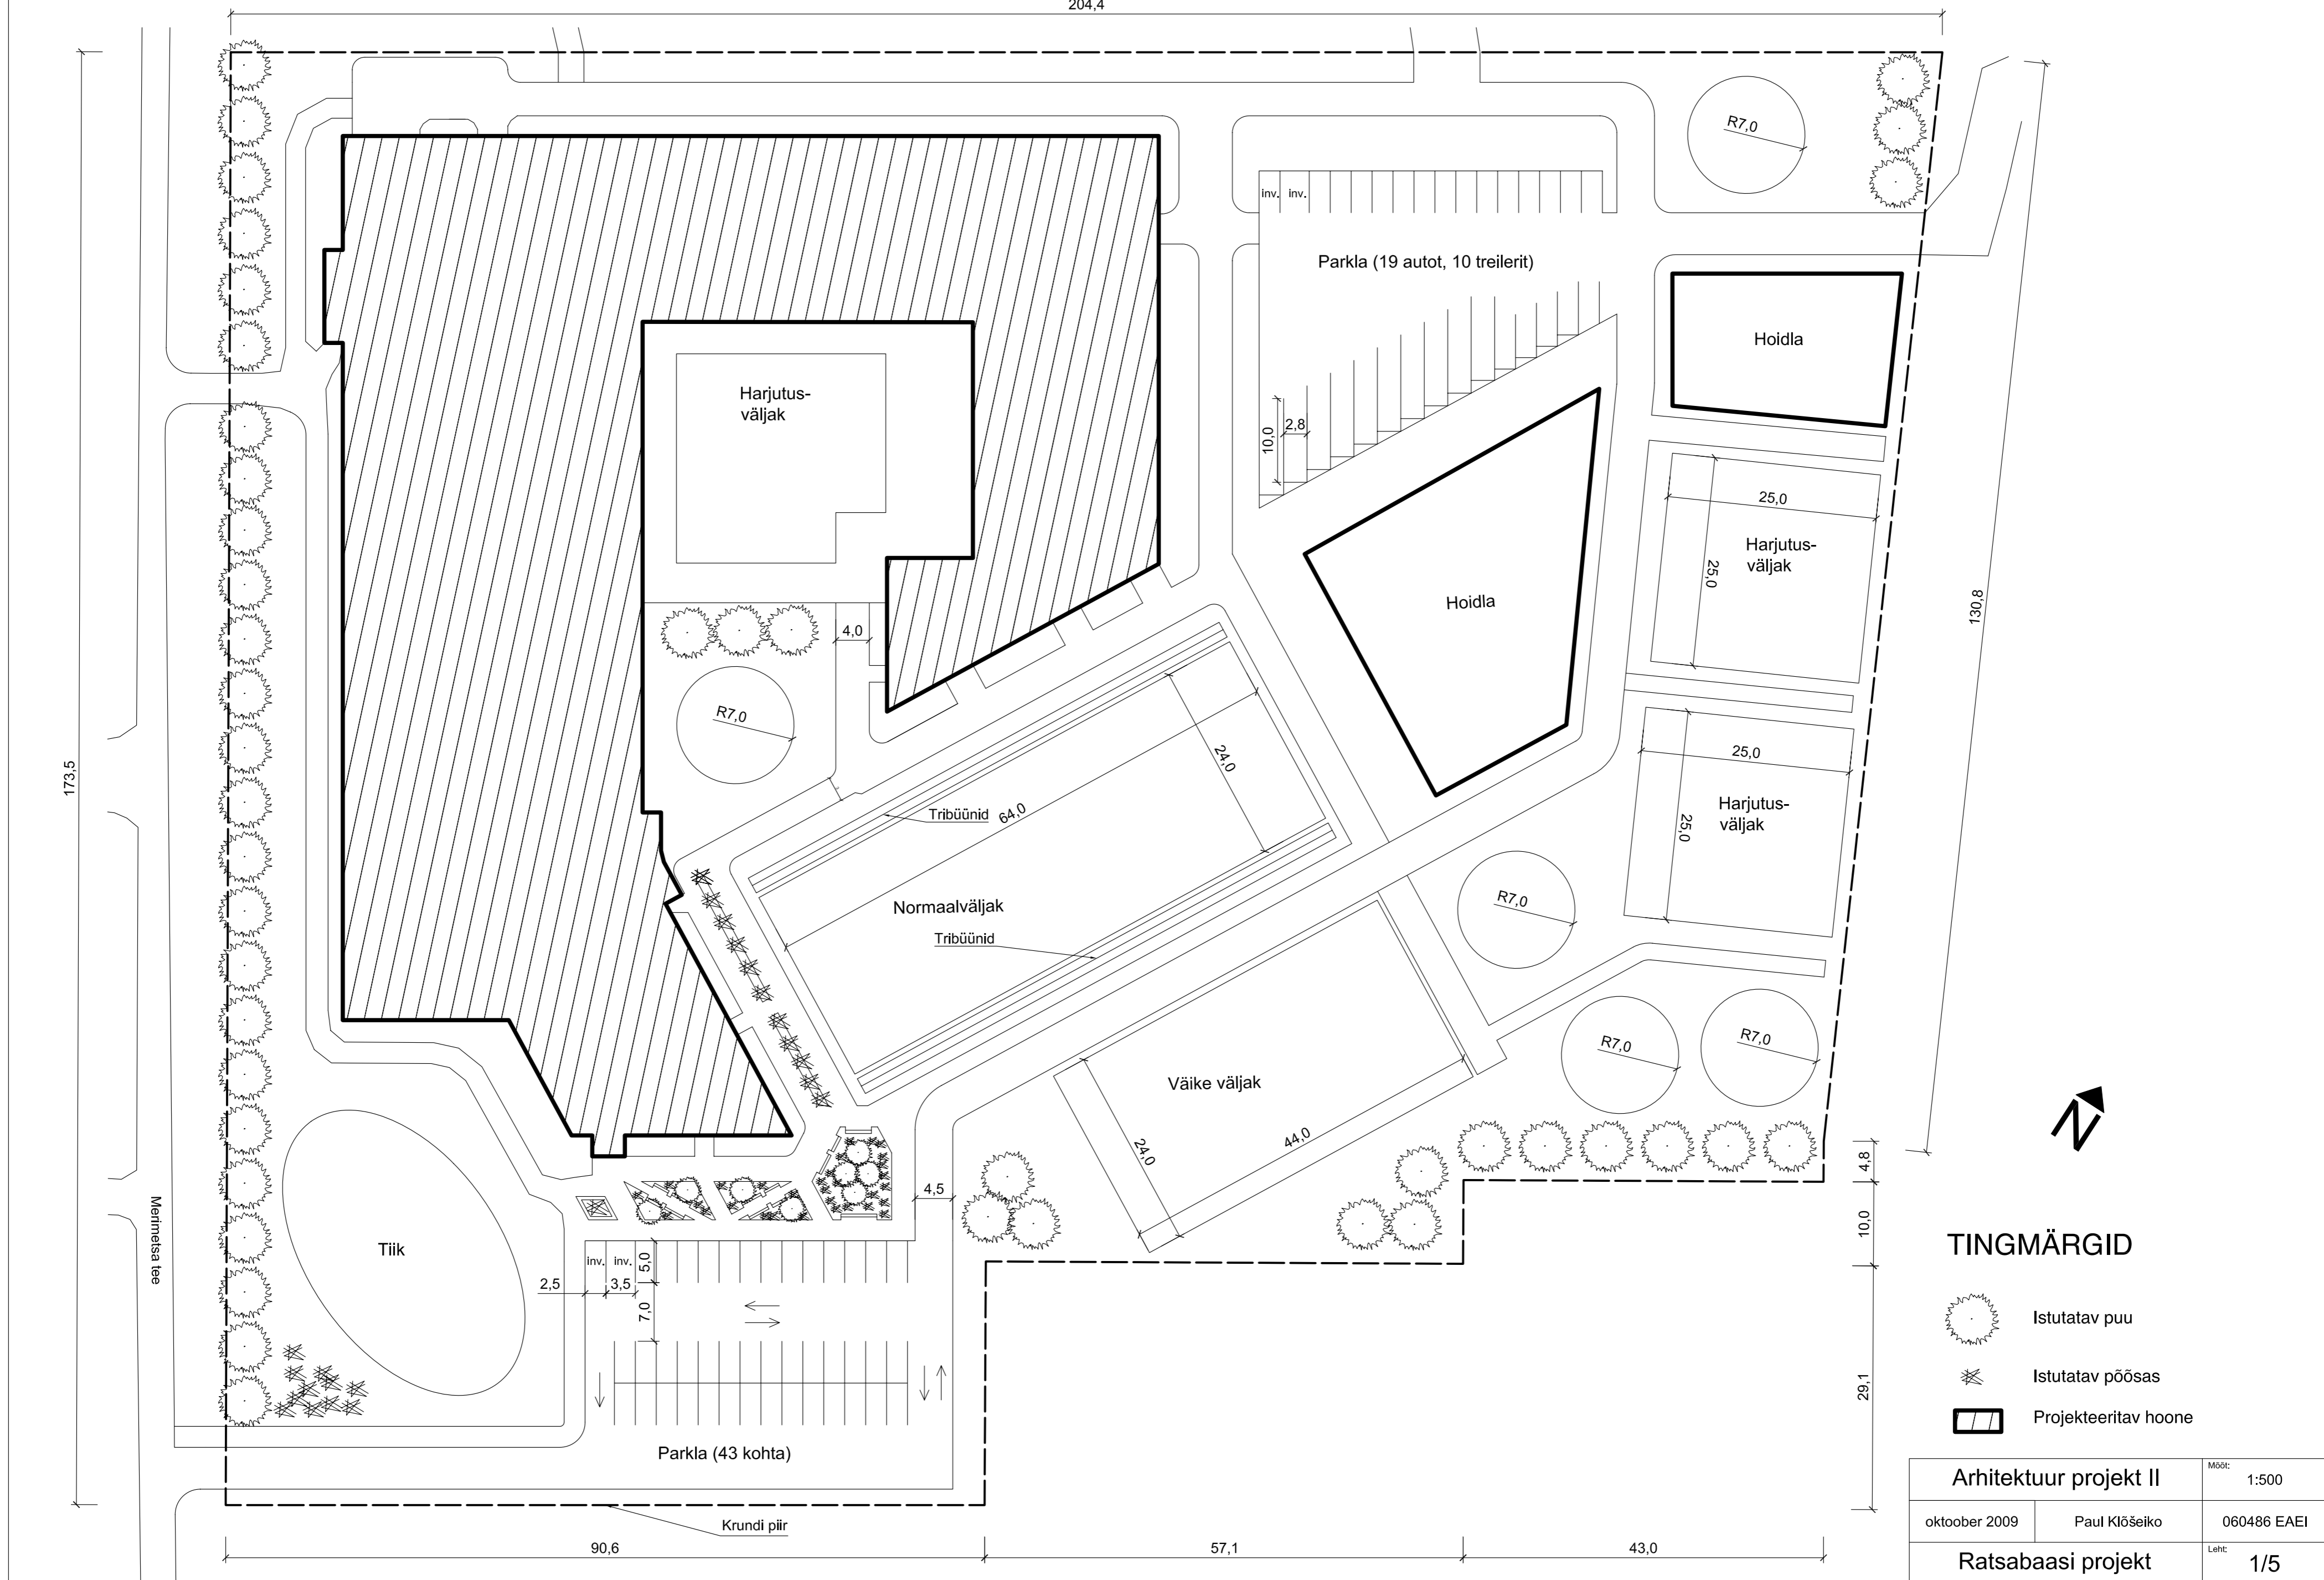 204,4
R7,0
inv. inv.
Parkla (19 autot, 10 treilerit)
Hoidla
Harjutus-
väljak
10,0
2,8
25,0
Harjutus-
väljak
25,0
Hoidla
130,8
4,0
R7,0
24,0
25,0
173,5
Tribüünid
64,0
Harjutus-
väljak
25,0
Normaalväljak
R7,0
Tribüünid
R7,0
R7,0
Väike väljak
N
24,0
44,0
4,8
4,5
10,0
Merimetsa tee
Tiik
TINGMÄRGID
inv. inv.
5,0
2,5
3,5
7,0
Istutatav puu
Istutatav põõsas
29,1
Projekteeritav hoone
Parkla (43 kohta)
Krundi piir
90,6
57,1
43,0
Arhitektuur projekt II
Mõõt:
1:500
oktoober 2009
Paul Klõšeiko
060486 EAEI
Ratsabaasi projekt
Leht:
1/5